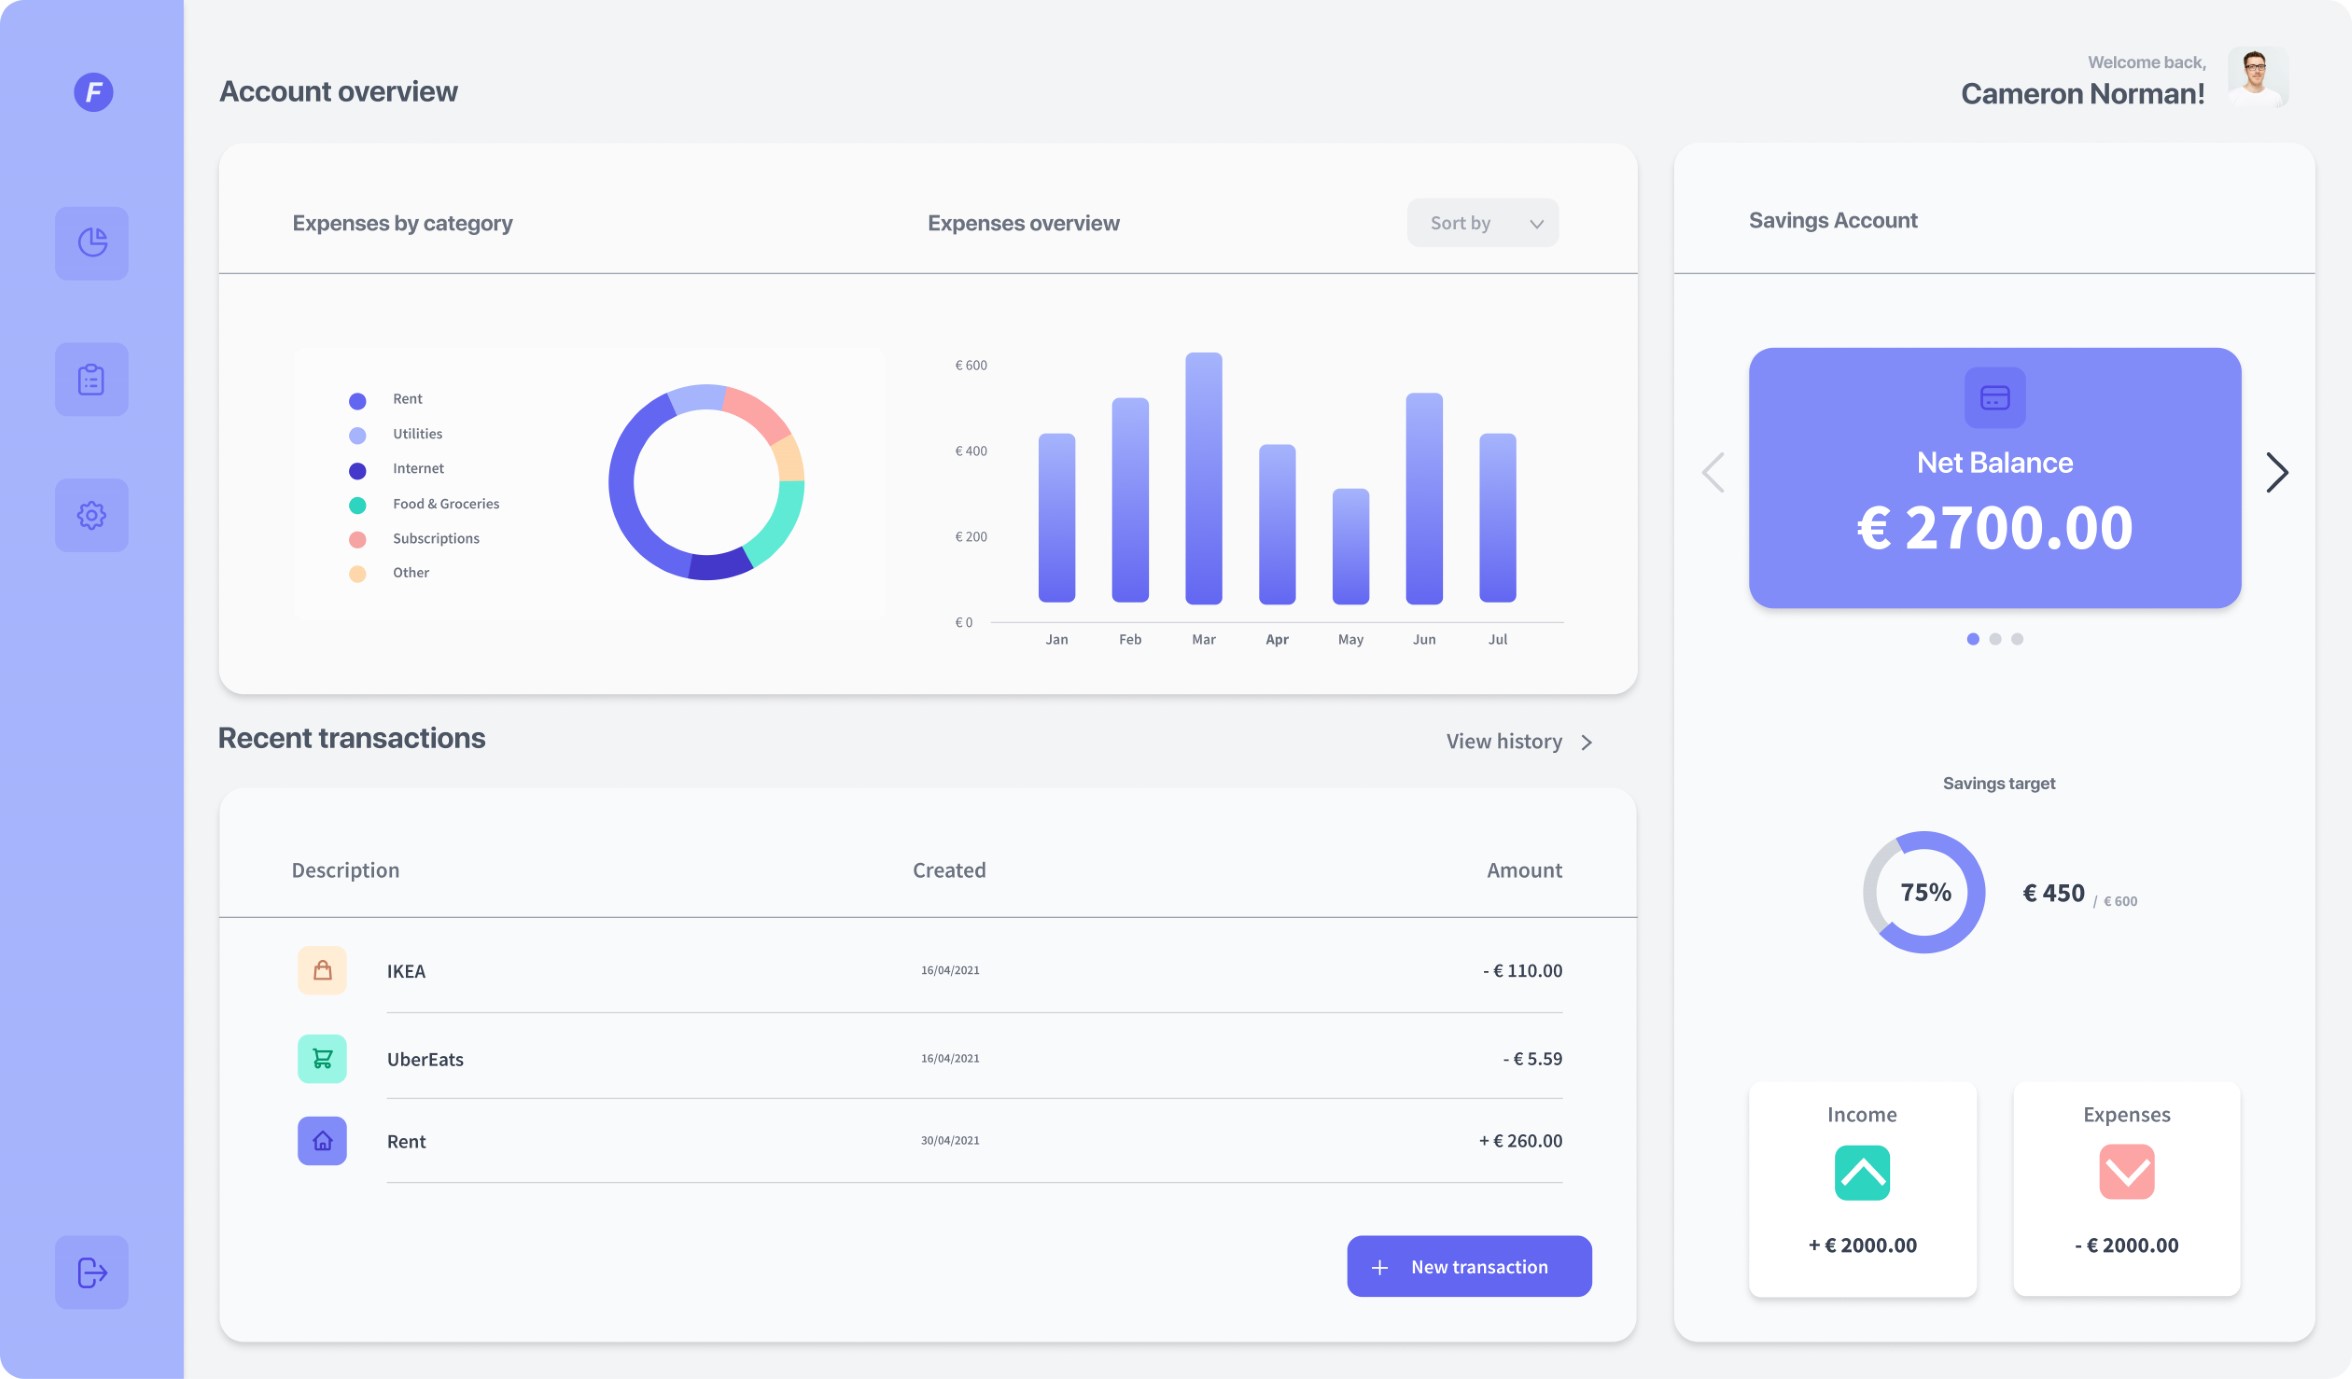 F
Account overview
Welcome back,
Cameron Norman!
Expenses by category
Expenses overview
Sort by
Rent
Utilities
Internet
Food & Groceries
Subscriptions
Other
€ 600
€ 400
€ 200
€ 0
Jan Feb Mar Apr May Jun Jul
Savings Account
Net Balance
€ 2700.00
Recent transactions
View history
Description Created Amount
IKEA 16/04/2021 - € 110.00
UberEats 16/04/2021 - € 5.59
Rent 30/04/2021 + € 260.00
+ New transaction
Savings target
75%
€ 450 / € 600
Income
+ € 2000.00
Expenses
- € 2000.00